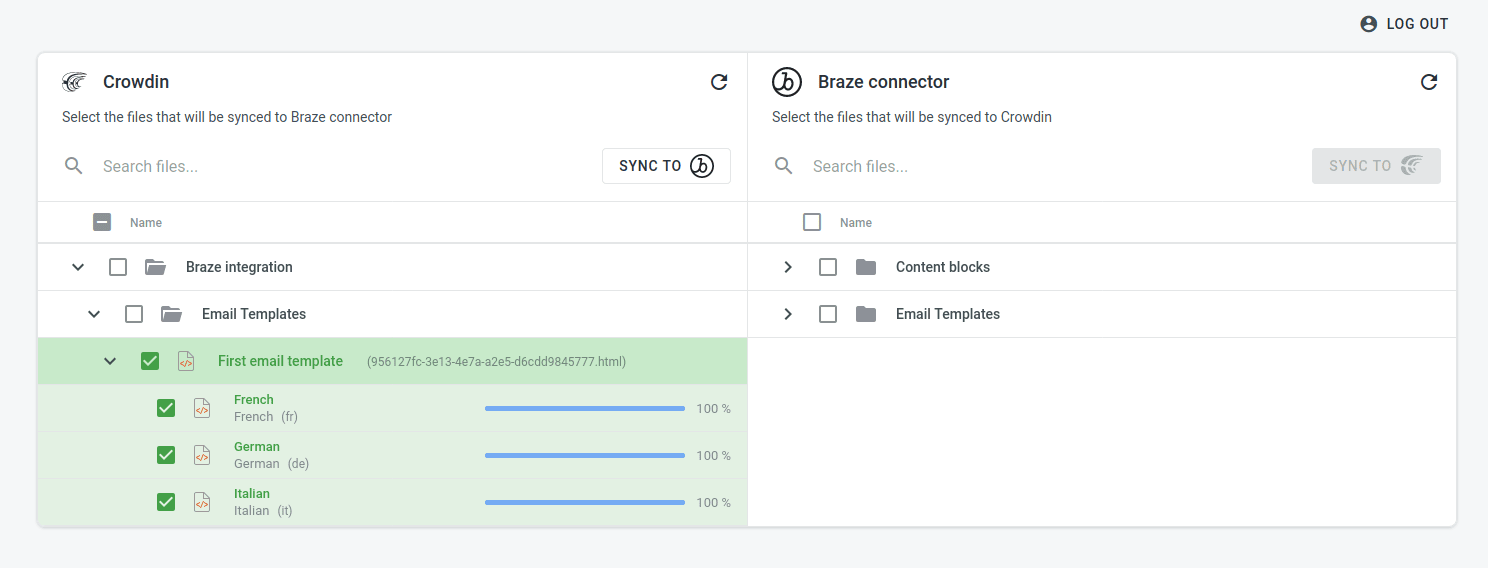 LOG OUT
Crowdin
Select the files that will be synced to Braze connector
Search files...
SYNC TO
Name
Braze integration
Email Templates
First email template (956127fc-3e13-4e7a-a2e5-d6cdd9845777.html)
French
French (fr)
100 %
German
German (de)
100 %
Italian
Italian (it)
100 %
Braze connector
Select the files that will be synced to Crowdin
Search files...
SYNC TO
Name
Content blocks
Email Templates